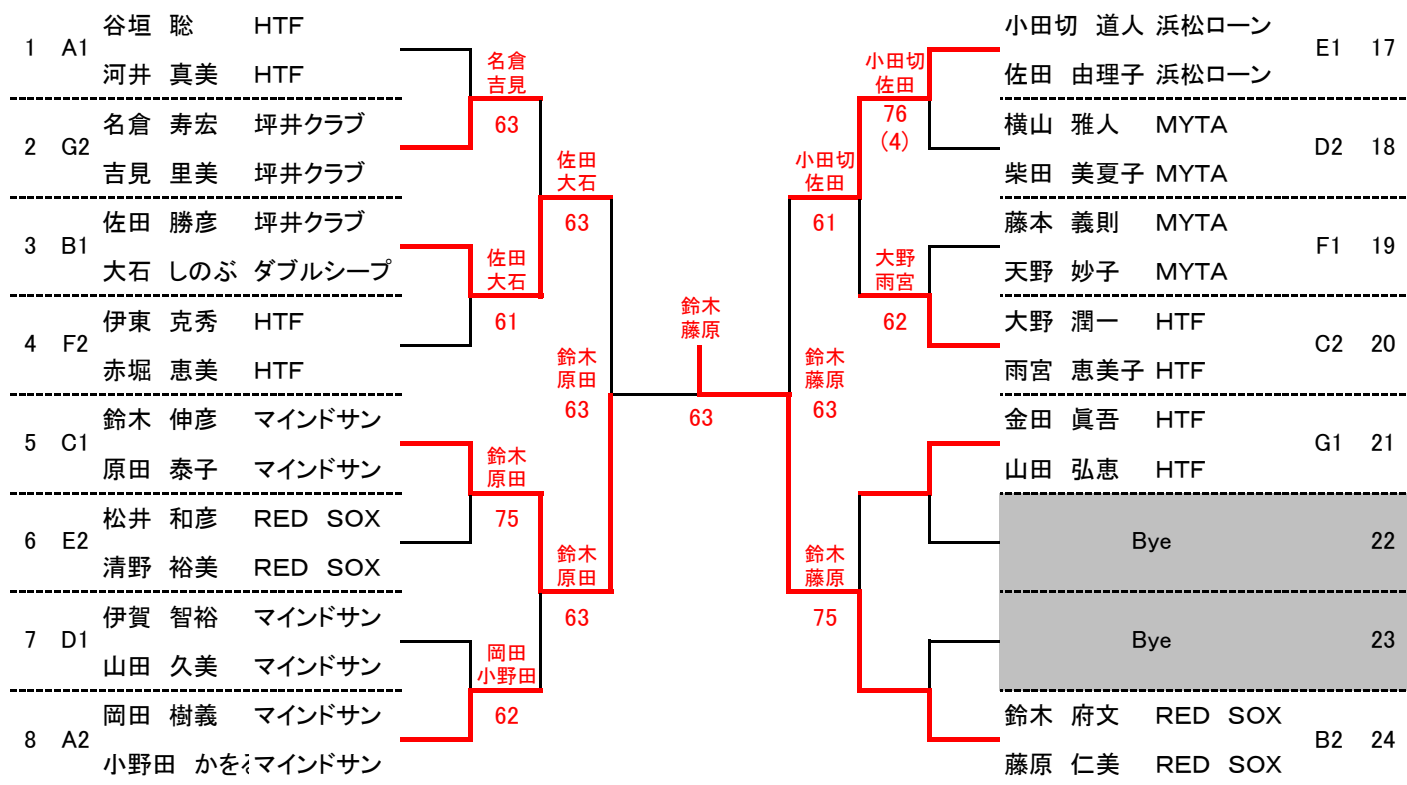 1 A1 谷垣 聡 HTF
河井 真美 HTF
2 G2 名倉 寿宏 坪井クラブ
吉見 里美 坪井クラブ
3 B1 佐田 勝彦 坪井クラブ
大石 しのぶ ダブルシープ
4 F2 伊東 克秀 HTF
赤堀 恵美 HTF
5 C1 鈴木 伸彦 マインドサン
原田 泰子 マインドサン
6 E2 松井 和彦 RED SOX
清野 裕美 RED SOX
7 D1 伊賀 智裕 マインドサン
山田 久美 マインドサン
8 A2 岡田 樹義 マインドサン
小野田 かを マインドサン
名倉
吉見
63
佐田
大石
61
鈴木
原田
75
岡田
小野田
62
佐田
大石
63
鈴木
原田
63
鈴木
原田
63
鈴木
藤原
63
鈴木
藤原
63
小田切
佐田
61
鈴木
藤原
75
小田切
佐田
76
(4)
大野
雨宮
62
小田切 道人 浜松ローン E1 17
佐田 由理子 浜松ローン
横山 雅人 MYTA D2 18
柴田 美夏子 MYTA
藤本 義則 MYTA F1 19
天野 妙子 MYTA
大野 潤一 HTF C2 20
雨宮 恵美子 HTF
金田 眞吾 HTF G1 21
山田 弘恵 HTF
Bye 22
Bye 23
鈴木 府文 RED SOX B2 24
藤原 仁美 RED SOX